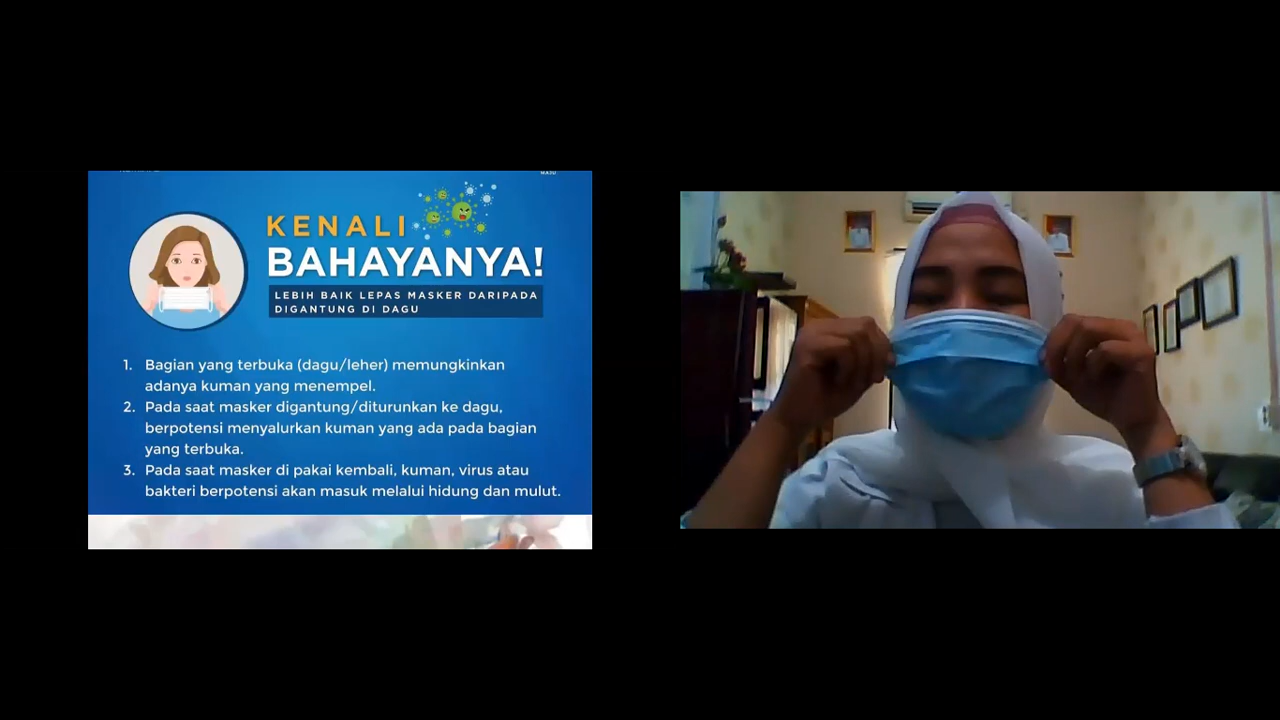 KENALI
BAHAYANYA!
LEBIH BAIK LEPAS MASKER DARIPADA
DIGANTUNG DI DAGU
1. Bagian yang terbuka (dagu/leher) memungkinkan
adanya kuman yang menempel.
2. Pada saat masker digantung/diturunkan ke dagu,
berpotensi menyalurkan kuman yang ada pada bagian
yang terbuka.
3. Pada saat masker di pakai kembali, kuman, virus atau
bakteri berpotensi akan masuk melalui hidung dan mulut.